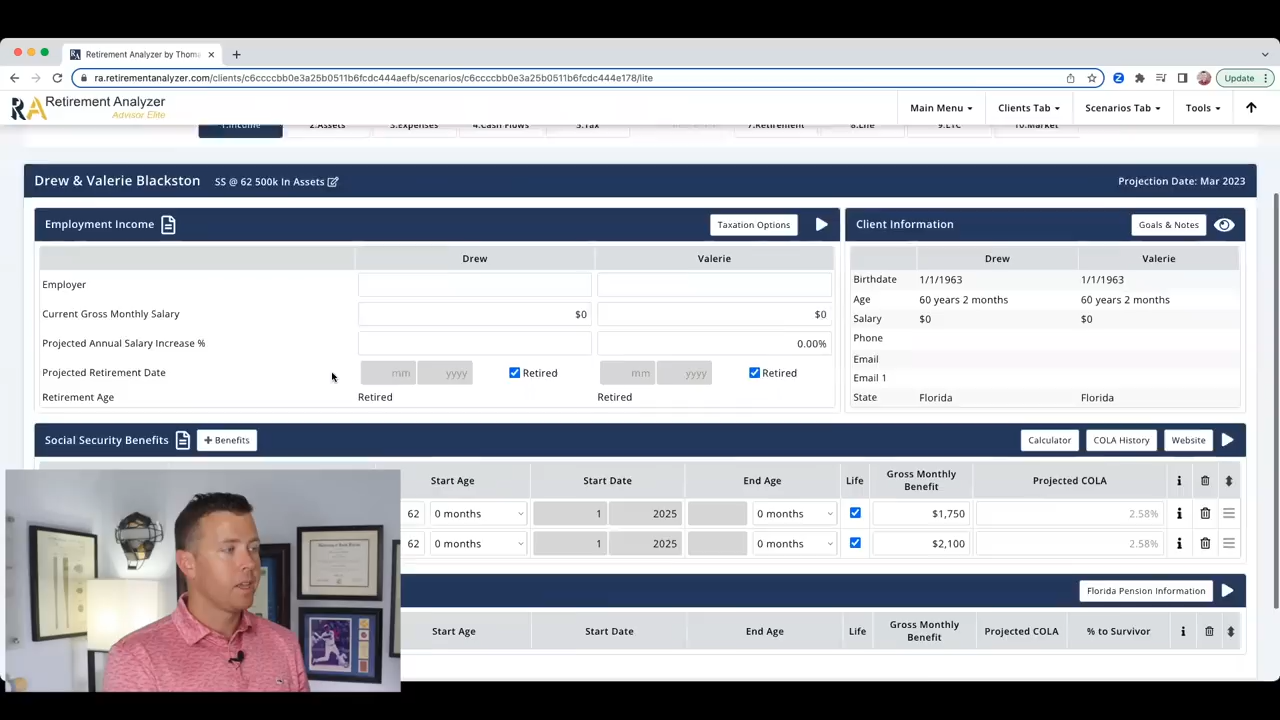 Retirement Analyzer by Thoma
ra.retirementanalyzer.com/clients/c6ccccbb0e3a25b0511b6fcdc444aefb/scenarios/c6ccccbb0e3a25b0511b6fcdc444e178/lite
Update
RA Retirement Analyzer
Advisor Elite
Main Menu Clients Tab Scenarios Tab Tools
1.Income 2.Assets 3.Expenses 4.Cash Flows 5.Tax 7.Retirement 8.Life 9.LTC 10.Market
Drew & Valerie Blackston SS @ 62 500k In Assets Projection Date: Mar 2023
Employment Income Taxation Options
Drew Valerie
Employer
Current Gross Monthly Salary $0 $0
Projected Annual Salary Increase % 0.00%
Projected Retirement Date mm yyyy Retired mm yyyy Retired
Retirement Age Retired Retired
Client Information Goals & Notes
Drew Valerie
Birthdate 1/1/1963 1/1/1963
Age 60 years 2 months 60 years 2 months
Salary $0 $0
Phone
Email
Email 1
State Florida Florida
Social Security Benefits + Benefits Calculator COLA History Website
Start Age Start Date End Age Life Gross Monthly Benefit Projected COLA
62 0 months 1 2025 0 months $1,750 2.58%
62 0 months 1 2025 0 months $2,100 2.58%
Florida Pension Information
Start Age Start Date End Age Life Gross Monthly Benefit Projected COLA % to Survivor